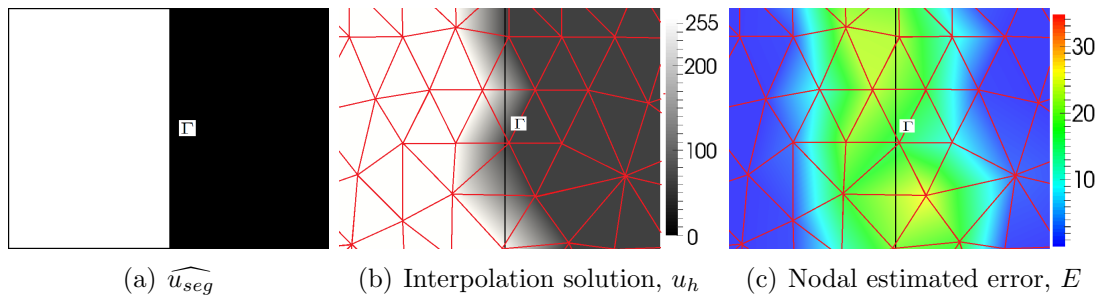 Γ
Γ
255
200
100
0
Γ
30
20
10
(a) \widehat{u_{seg}}
(b) Interpolation solution, u_h
(c) Nodal estimated error, E